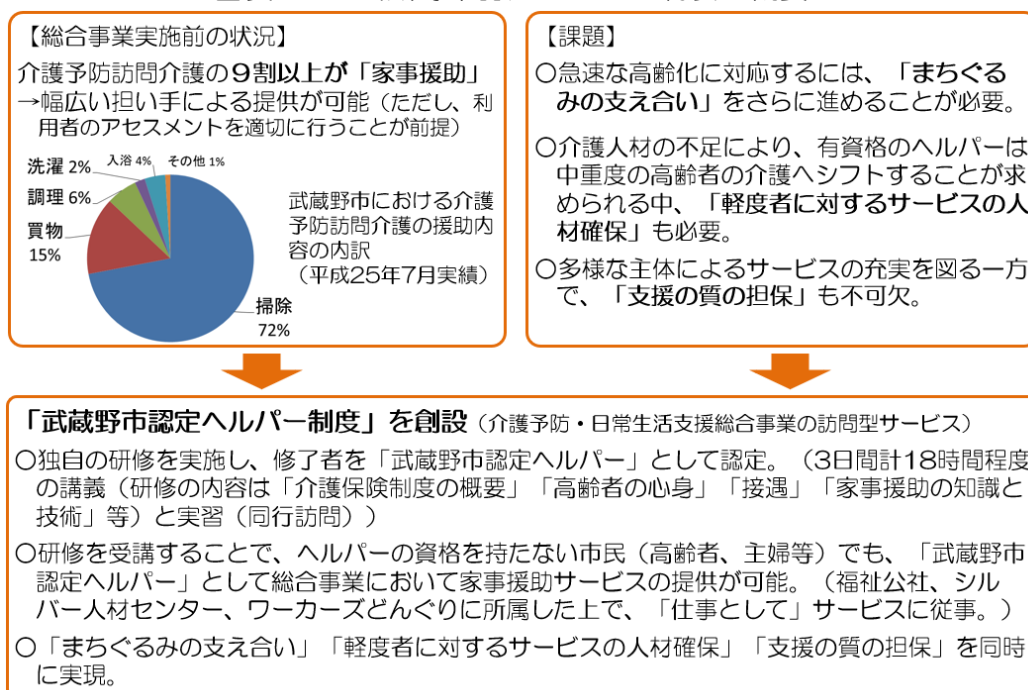 【総合事業実施前の状況】
介護予防訪問介護の９割以上が「家事援助」
→幅広い担い手による提供が可能（ただし、利
用者のアセスメントを適切に行うことが前提）
洗濯 2%
入浴 4%
その他 1%
調理 6%
買物
15%
掃除
72%
武蔵野市における介護
予防訪問介護の援助内
容の内訳
（平成25年7月実績）
【課題】
○急速な高齢化に対応するには、「まちぐる
みの支え合い」をさらに進めることが必要。
○介護人材の不足により、有資格のヘルパーは
中重度の高齢者の介護へシフトすることが求
められる中、「軽度者に対するサービスの人
材確保」も必要。
○多様な主体によるサービスの充実を図る一方
で、「支援の質の担保」も不可欠。
「武蔵野市認定ヘルパー制度」を創設（介護予防・日常生活支援総合事業の訪問型サービス）
○独自の研修を実施し、修了者を「武蔵野市認定ヘルパー」として認定。（3日間計18時間程度
の講義（研修の内容は「介護保険制度の概要」「高齢者の心身」「接遇」「家事援助の知識と
技術」等）と実習（同行訪問））
○研修を受講することで、ヘルパーの資格を持たない市民（高齢者、主婦等）でも、「武蔵野市
認定ヘルパー」として総合事業において家事援助サービスの提供が可能。（福祉公社、シル
バー人材センター、ワーカーズどんぐりに所属した上で、「仕事として」サービスに従事。）
○「まちぐるみの支え合い」「軽度者に対するサービスの人材確保」「支援の質の担保」を同時
に実現。